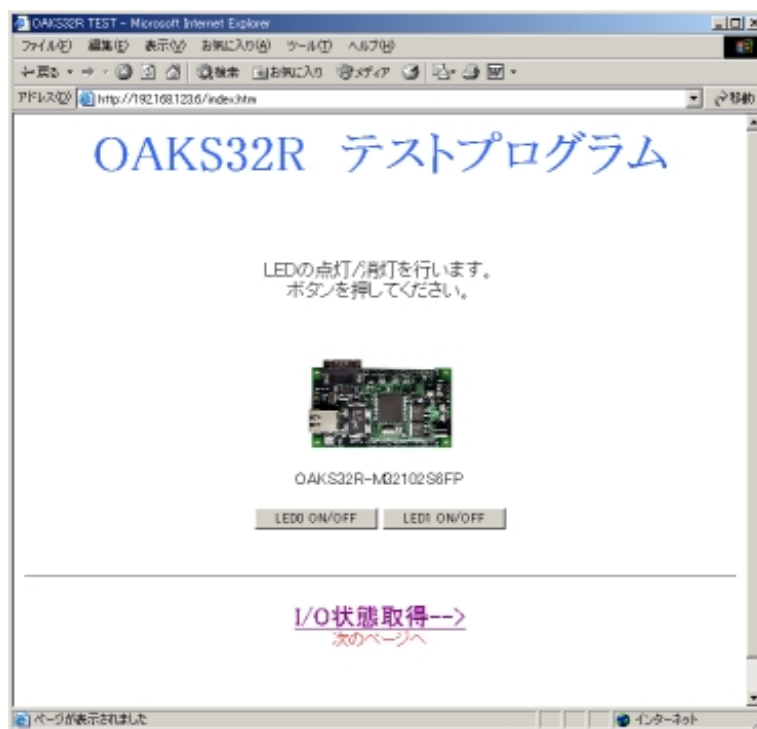 OAKS32R TEST - Microsoft Internet Explorer
ファイル(F) 編集(E) 表示(V) お気に入り(A) ツール(T) ヘルプ(H)
戻る 検索 お気に入り メディア
アドレス(D) http://192.168.123.6/index.htm 移動
OAKS32R テストプログラム
LEDの点灯/消灯を行います。
ボタンを押してください。
OAKS32R-M32102S6FP
LED0 ON/OFF LED1 ON/OFF
I/O状態取得-->
次のページへ
ページが表示されました インターネット